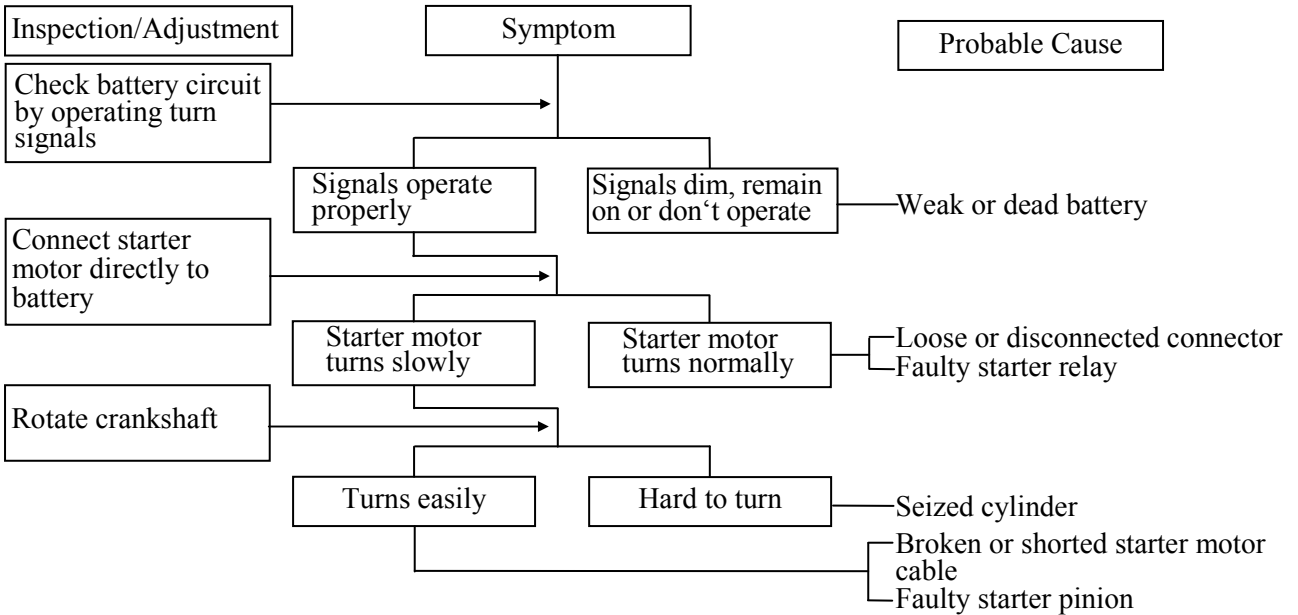 Inspection/Adjustment
Symptom
Probable Cause
Check battery circuit
by operating turn
signals
Signals operate
properly
Signals dim, remain
on or don‘t operate
Weak or dead battery
Connect starter
motor directly to
battery
Starter motor
turns slowly
Starter motor
turns normally
Loose or disconnected connector
Faulty starter relay
Rotate crankshaft
Turns easily
Hard to turn
Seized cylinder
Broken or shorted starter motor
cable
Faulty starter pinion